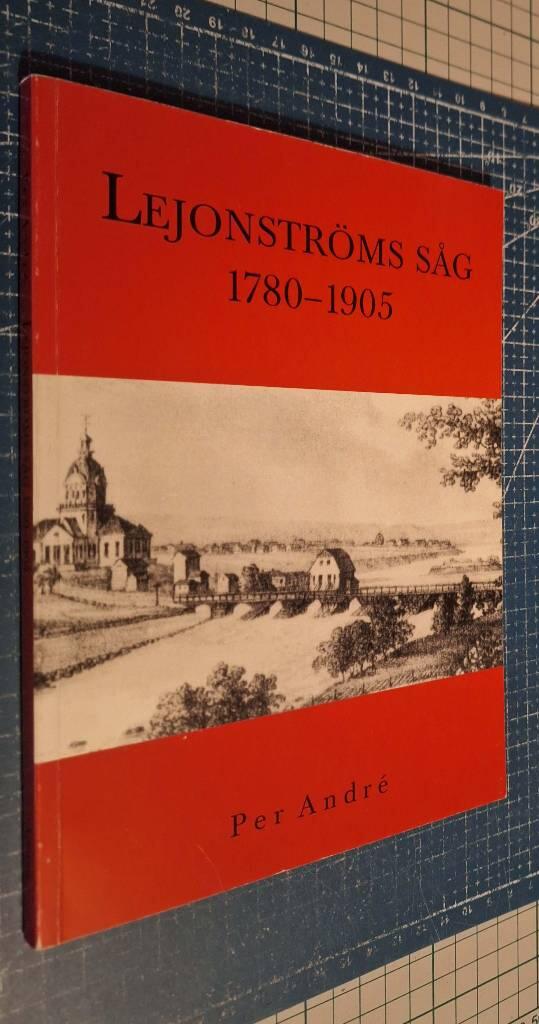 LEJONSTRÖMS SÅG
1780–1905
Per André